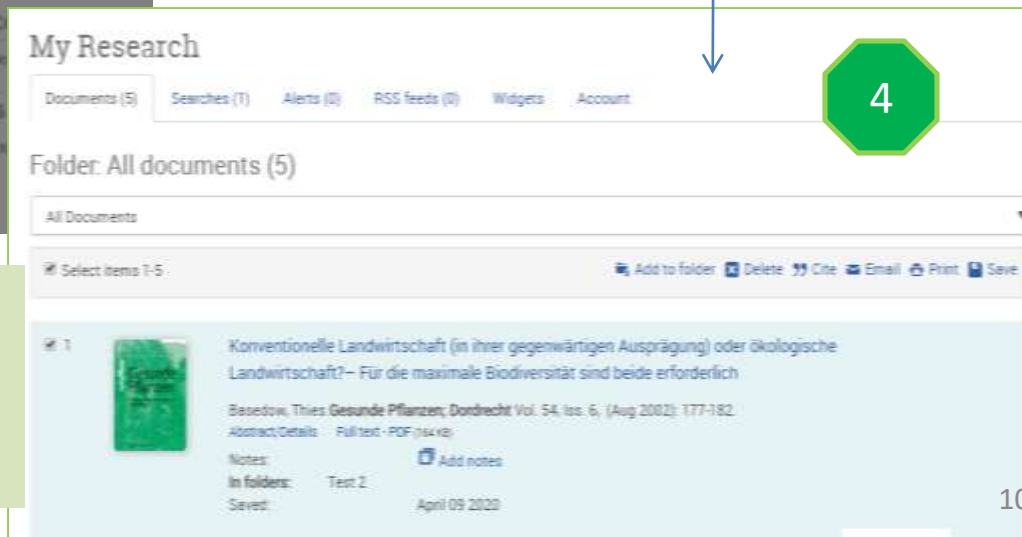 My Research
4
Documents (5) Searches (1) Alerts (0) RSS feeds (0) Widgets Account
Folder: All documents (5)
All Documents
Select items 1-5 Add to folder Delete Cite Email Print Save
1
Gesunde Pflanzen
Konventionelle Landwirtschaft (in ihrer gegenwärtigen Ausprägung) oder ökologische
Landwirtschaft?– Für die maximale Biodiversität sind beide erforderlich
Basedow, Thies Gesunde Pflanzen; Dordrecht Vol. 54, Iss. 6, (Aug 2002): 177-182.
Abstract/Details Full text - PDF (164 KB)
Notes: Add notes
In folders: Test 2
Saved: April 09 2020
10